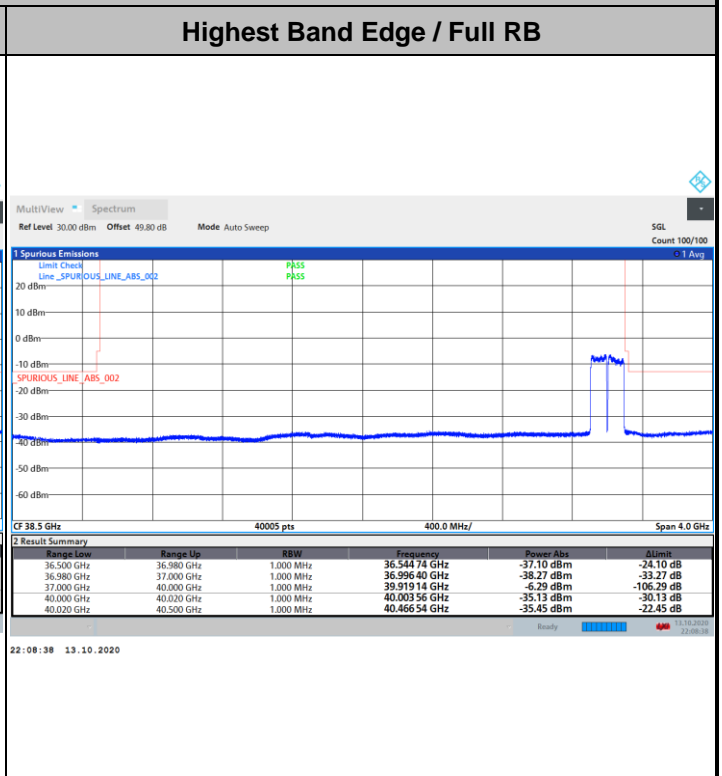 Highest Band Edge / Full RB
MultiView Spectrum
Ref Level 30.00 dBm Offset 49.80 dB Mode Auto Sweep SGL
Count 100/100
1 Spurious Emissions 1 Avg
Limit Check PASS
Line _SPURIOUS_LINE_ABS_002 PASS
20 dBm
10 dBm
0 dBm
-10 dBm
_SPURIOUS_LINE_ABS_002
-20 dBm
-30 dBm
-40 dBm
-50 dBm
-60 dBm
CF 38.5 GHz 40005 pts 400.0 MHz/ Span 4.0 GHz
2 Result Summary
Range Low Range Up RBW Frequency Power Abs ΔLimit
36.500 GHz 36.980 GHz 1.000 MHz 36.544 74 GHz -37.10 dBm -24.10 dB
36.980 GHz 37.000 GHz 1.000 MHz 36.996 40 GHz -38.27 dBm -33.27 dB
37.000 GHz 40.000 GHz 1.000 MHz 39.919 14 GHz -6.29 dBm -106.29 dB
40.000 GHz 40.020 GHz 1.000 MHz 40.003 56 GHz -35.13 dBm -30.13 dB
40.020 GHz 40.500 GHz 1.000 MHz 40.466 54 GHz -35.45 dBm -22.45 dB
Ready 13.10.2020
22:08:38
22:08:38 13.10.2020